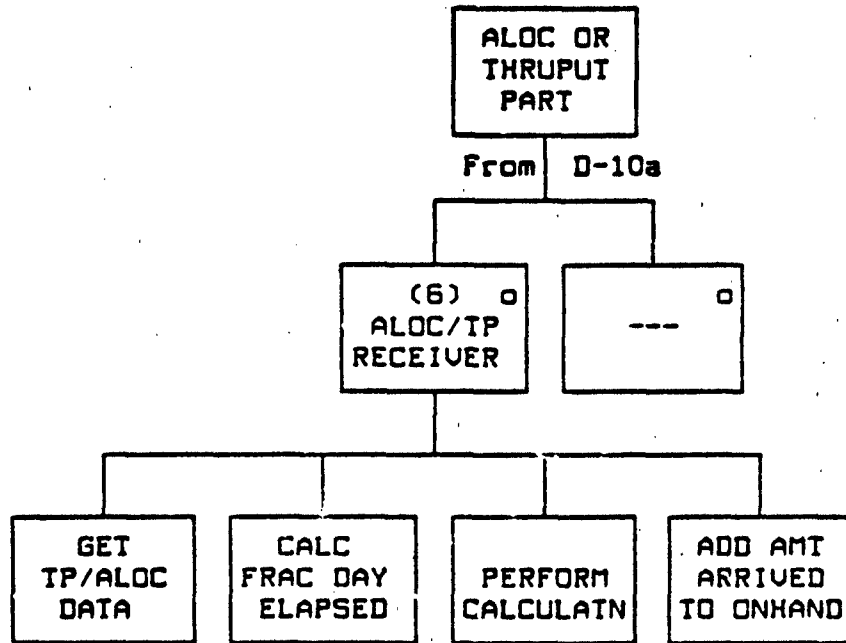 ALOC OR
THRUPUT
PART
From D-10a
(6) o
ALOC/TP
RECEIVER
o
---
GET
TP/ALOC
DATA
CALC
FRAC DAY
ELAPSED
PERFORM
CALCULATN
ADD AMT
ARRIVED
TO ONHAND